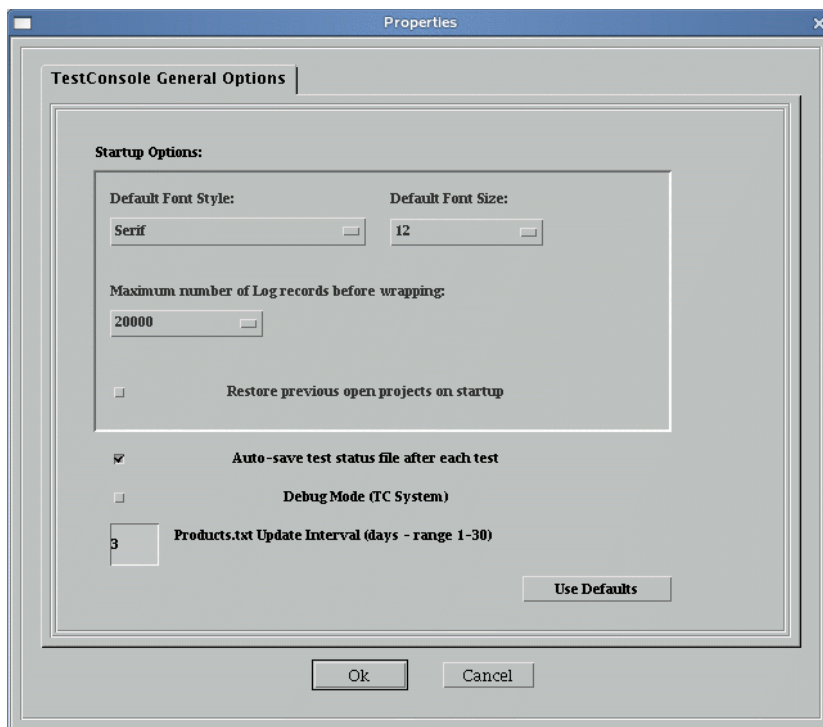 Properties
TestConsole General Options
Startup Options:
Default Font Style: Default Font Size:
Serif 12
Maximum number of Log records before wrapping:
20000
Restore previous open projects on startup
Auto-save test status file after each test
Debug Mode (TC System)
3 Products.txt Update Interval (days - range 1-30)
Use Defaults
Ok Cancel